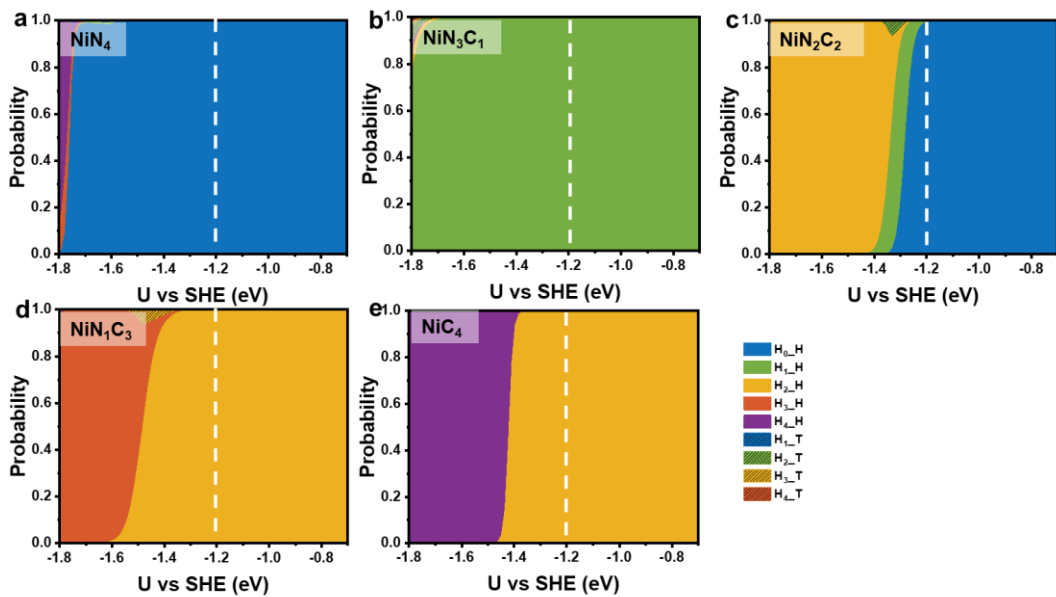 a
NiN₄
Probability
1.0
0.8
0.6
0.4
0.2
0.0
-1.8 -1.6 -1.4 -1.2 -1.0 -0.8
U vs SHE (eV)
b
NiN₃C₁
Probability
1.0
0.8
0.6
0.4
0.2
0.0
-1.8 -1.6 -1.4 -1.2 -1.0 -0.8
U vs SHE (eV)
c
NiN₂C₂
Probability
1.0
0.8
0.6
0.4
0.2
0.0
-1.8 -1.6 -1.4 -1.2 -1.0 -0.8
U vs SHE (eV)
d
NiN₁C₃
Probability
1.0
0.8
0.6
0.4
0.2
0.0
-1.8 -1.6 -1.4 -1.2 -1.0 -0.8
U vs SHE (eV)
e
NiC₄
Probability
1.0
0.8
0.6
0.4
0.2
0.0
-1.8 -1.6 -1.4 -1.2 -1.0 -0.8
U vs SHE (eV)
H₀_H
H₁_H
H₂_H
H₃_H
H₄_H
H₁_T
H₂_T
H₃_T
H₄_T